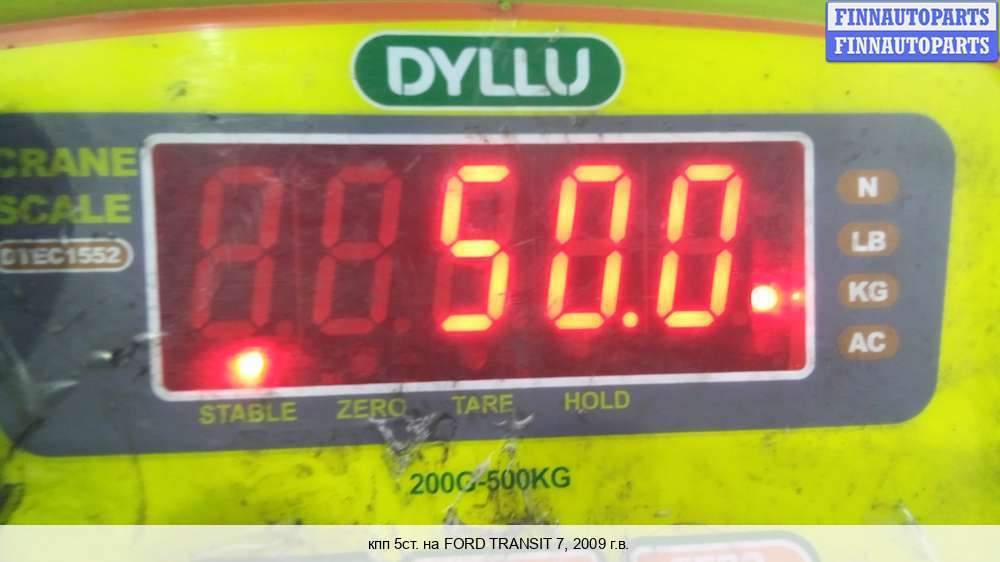 FINNAUTOPARTS
FINNAUTOPARTS
DYLLU
CRANE
SCALE
DTEC1552
50.0
N
LB
KG
AC
STABLE ZERO TARE HOLD
200G-500KG
кпп 5ст. на FORD TRANSIT 7, 2009 г.в.